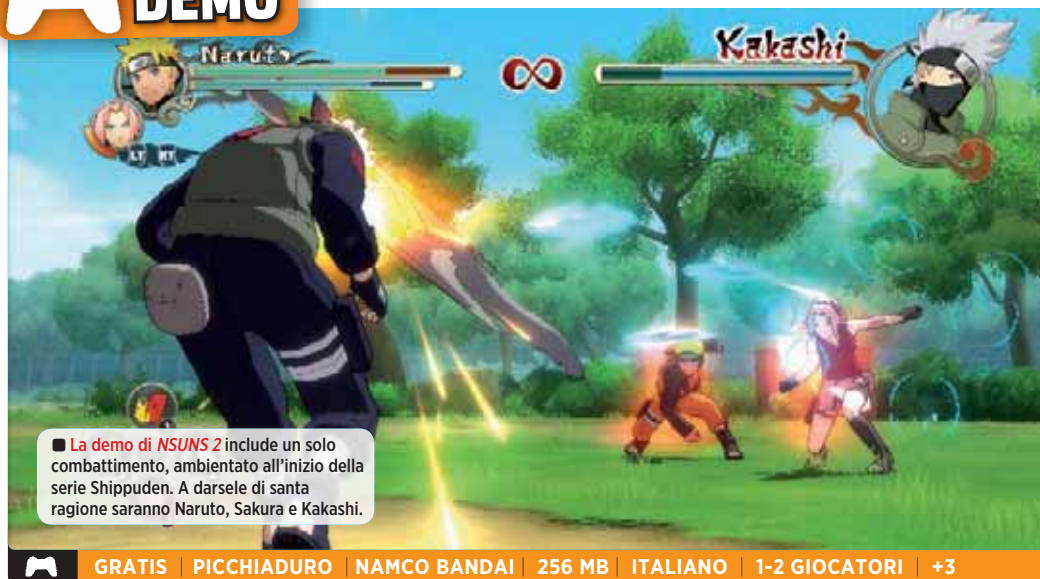 DEMO
Naruto
Kakashi
LT RT
■ La demo di NSUNS 2 include un solo
combattimento, ambientato all'inizio della
serie Shippuden. A darsele di santa
ragione saranno Naruto, Sakura e Kakashi.
GRATIS | PICCHIADURO | NAMCO BANDAI | 256 MB | ITALIANO | 1-2 GIOCATORI | +3